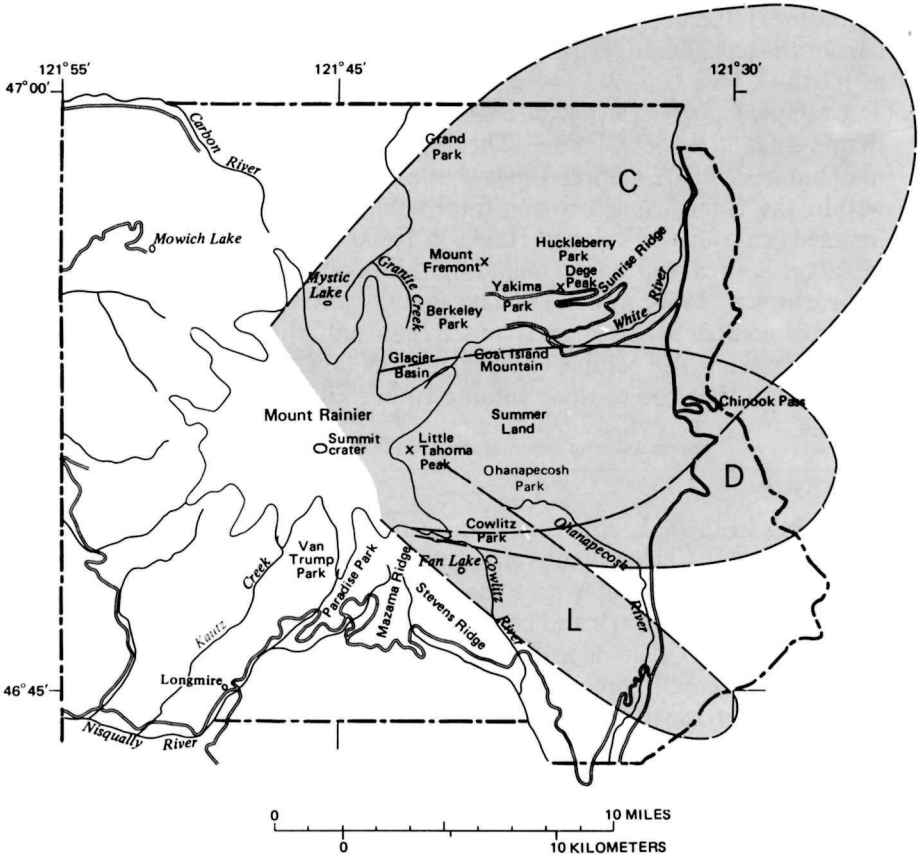 121°55'
121°45'
121°30'
47°00'
Carbon
River
Grand
Park
C
Mowich Lake
Huckleberry
Park
Mount
Fremont
Dege
Peak
Sunrise Ridge
Mystic
Lake
Granite Creek
Yakima
Park
White River
Berkeley
Park
Glacier
Basin
Goat Island
Mountain
Chinook Pass
Mount Rainier
Summer
Land
Summit
crater
Little
Tahoma
Peak
Ohanapecosh
Park
D
Cowlitz
Park
Ohanapecosh
River
Van
Trump
Park
Paradise Park
Mazama Ridge
Fan Lake
Cowlitz
River
Stevens Ridge
L
Kautz
Creek
Longmire
46°45'
Nisqually
River
0 10 MILES
0 10 KILOMETERS